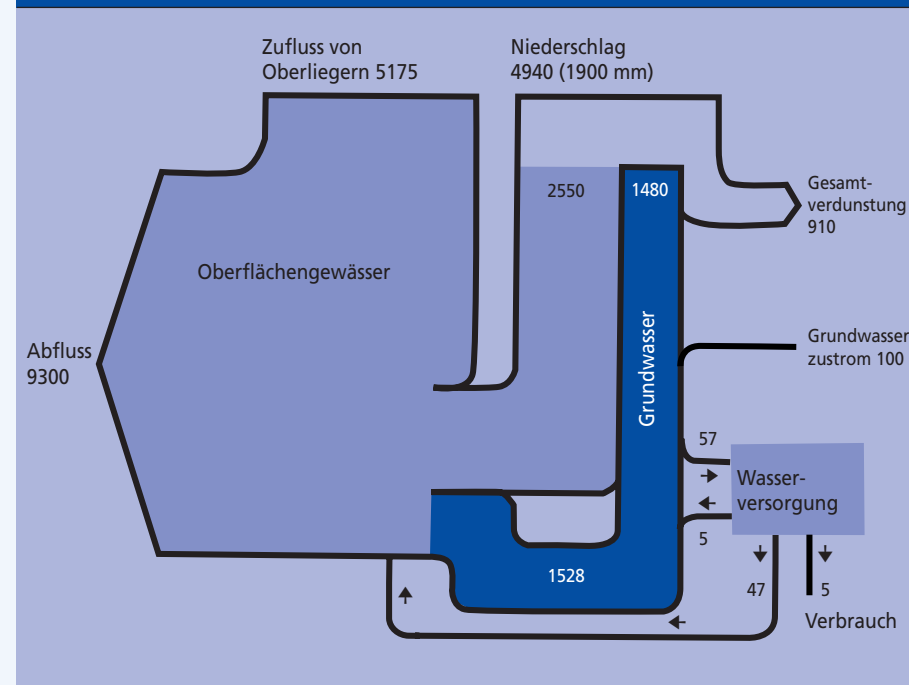 Zufluss von
Oberliegern 5175
Niederschlag
4940 (1900 mm)
2550
1480
Gesamt-
verdunstung
910
Oberflächengewässer
Grundwasser
Abfluss
9300
Grundwasser
zustrom 100
57
Wasser-
versorgung
5
1528
47
5
Verbrauch